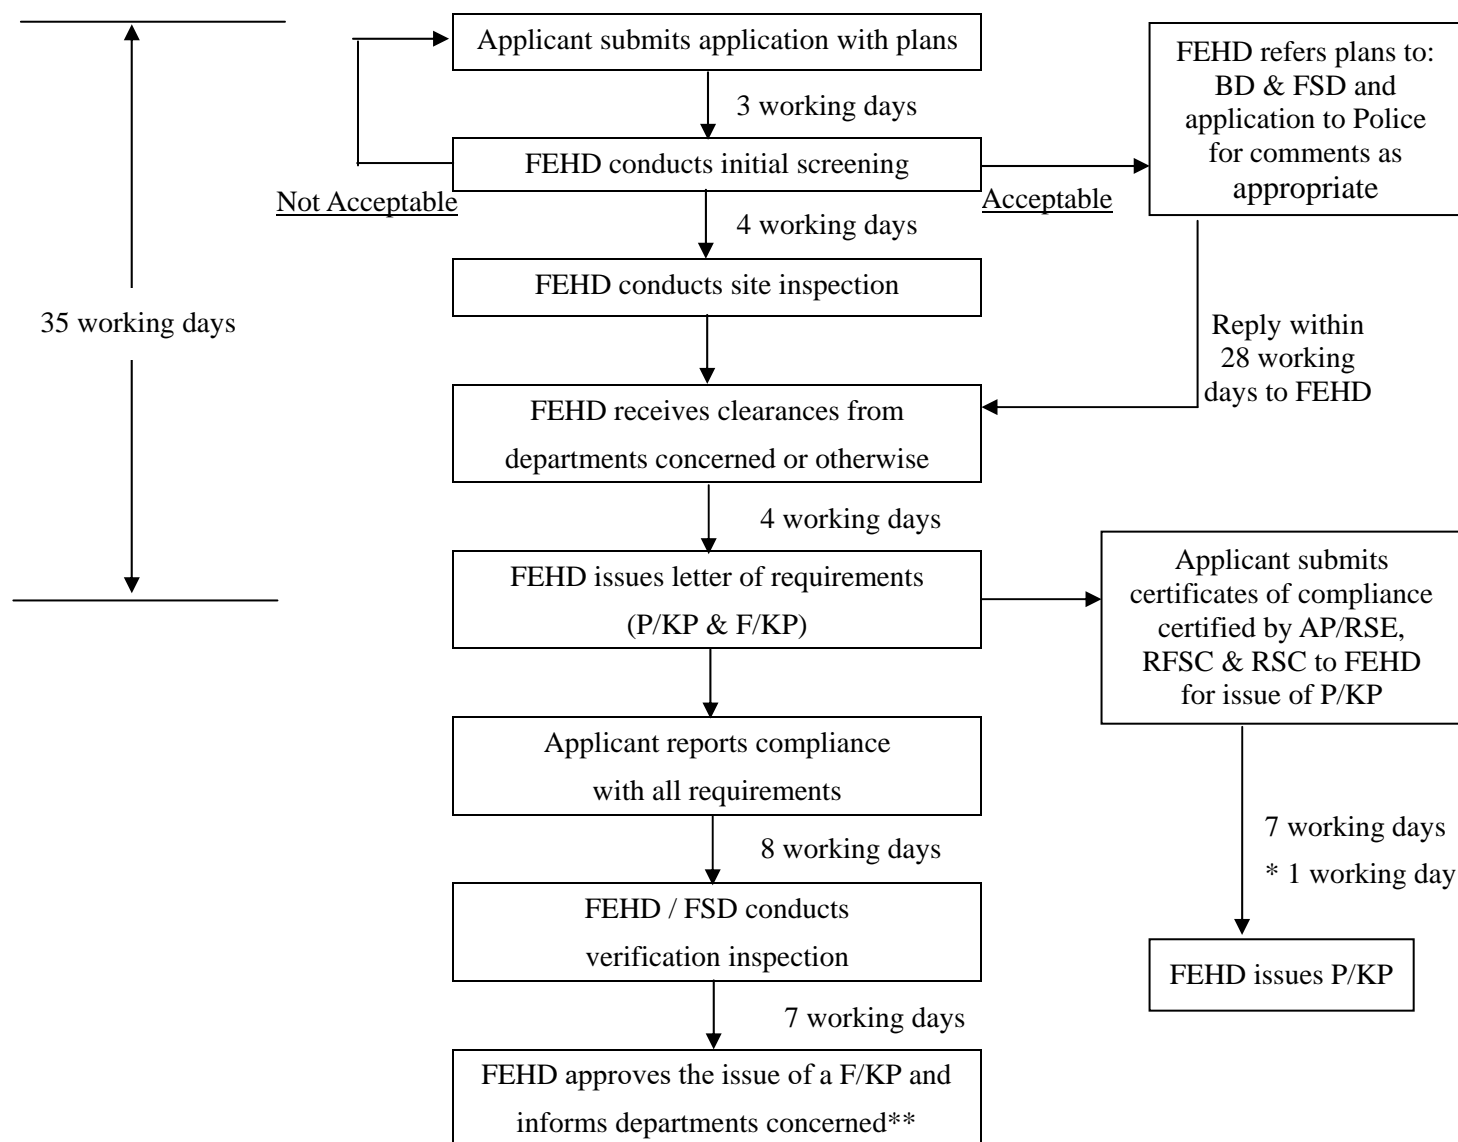 Applicant submits application with plans
FEHD refers plans to:
BD & FSD and
application to Police
for comments as
appropriate
3 working days
FEHD conducts initial screening
Not Acceptable
Acceptable
4 working days
FEHD conducts site inspection
35 working days
Reply within
28 working
days to FEHD
FEHD receives clearances from
departments concerned or otherwise
4 working days
FEHD issues letter of requirements
(P/KP & F/KP)
Applicant submits
certificates of compliance
certified by AP/RSE,
RFSC & RSC to FEHD
for issue of P/KP
Applicant reports compliance
with all requirements
7 working days
* 1 working day
8 working days
FEHD / FSD conducts
verification inspection
FEHD issues P/KP
7 working days
FEHD approves the issue of a F/KP and
informs departments concerned**